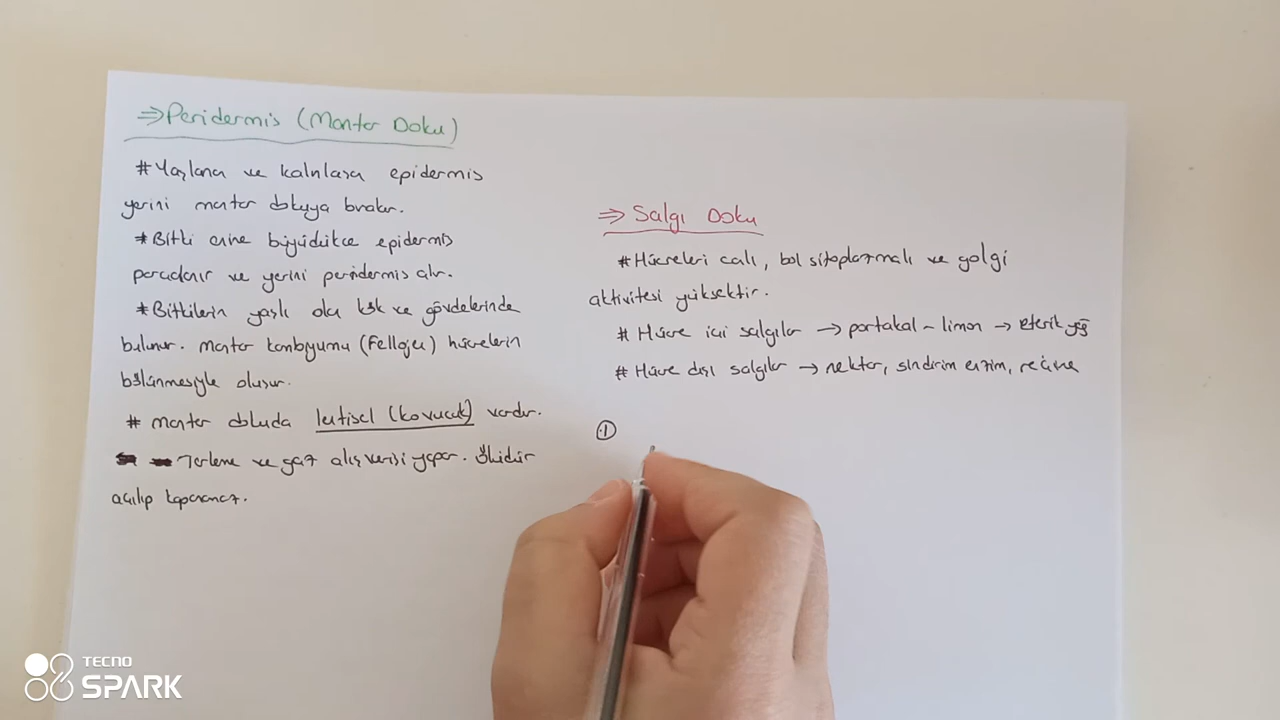 ⇒ Peridermis (Mantar Doku)
# Yaşlanan ve kalınlaşan epidermis
yerini mantar dokuya bırakır.
* Bitki enine büyüdükçe epidermis
parçalanır ve yerini peridermis alır.
* Bitkilerin yaşlı olan kök ve gövdelerinde
bulunur. Mantar kambiyumu (Fellojen) hücrelerin
bölünmesiyle oluşur.
# Mantar dokuda lentisel (kovucuk) vardır.
Terleme ve gaz alışverişi yapar. Ölüdür
açılıp kapanamaz.
⇒ Salgı Doku
# Hücreleri canlı, bol sitoplazmalı ve golgi
aktivitesi yüksektir.
# Hücre içi salgılar → portakal - limon → eterik yağ
# Hücre dışı salgılar → nektar, sindirim enzim, reçine
①
TECNO
SPARK